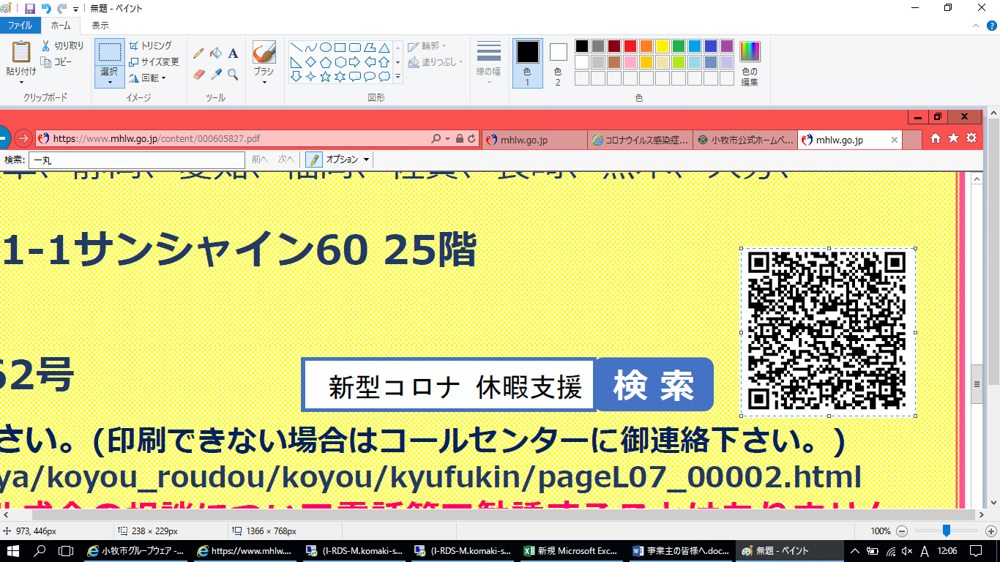 無題 - ペイント
ファイル ホーム 表示
貼り付け 切り取り コピー
選択 トリミング サイズ変更 回転
A
ブラシ
輪郭 塗りつぶし
線の幅
色 1
色 2
色の 編集
クリップボード イメージ ツール 図形 色
https://www.mhlw.go.jp/content/000605827.pdf
mhlw.go.jp
コロナウイルス感染症...
小牧市公式ホームペ...
mhlw.go.jp
検索: 一丸 前へ 次へ オプション
1-1サンシャイン60 25階
62号
新型コロナ 休暇支援 検 索
さい。(印刷できない場合はコールセンターに御連絡下さい。)
ya/koyou_roudou/koyou/kyufukin/pageL07_00002.html
973, 446px 238 × 229px 1366 × 768px 100%
小牧市グループウェア -...
https://www.mhlw....
(I-RDS-M.komaki-s...
(I-RDS-M.komaki-s...
新規 Microsoft Exc...
事業主の皆様へ.doc...
無題 - ペイント
A 12:06